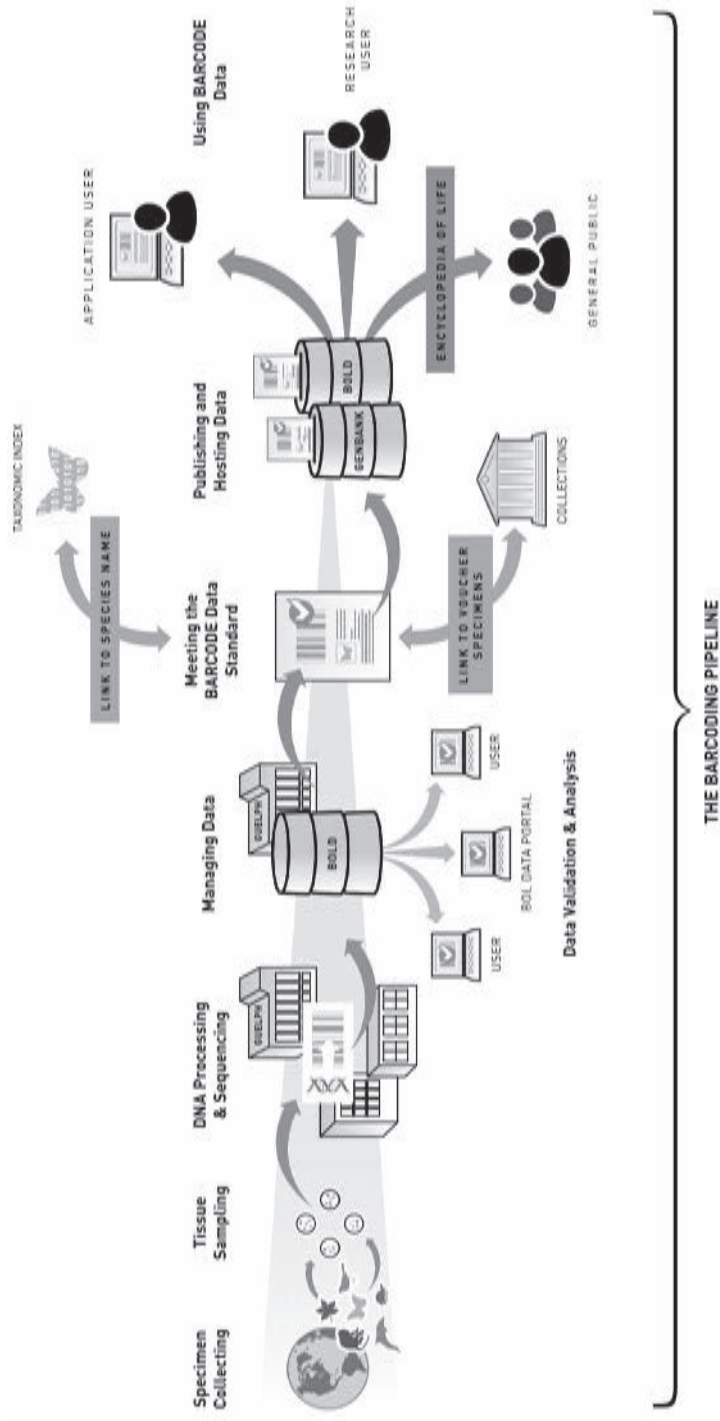 Specimen
Collecting
Tissue
Sampling
DNA Processing
& Sequencing
GUELPH
Managing Data
GUELPH
BOLD
USER
BOL DATA PORTAL
USER
Data Validation & Analysis
TAXONOMIC INDEX
LINK TO SPECIES NAME
Meeting the
BARCODE Data
Standard
LINK TO VOUCHER
SPECIMENS
COLLECTIONS
Publishing and
Hosting Data
GENBANK
BOLD
APPLICATION USER
Using BARCODE
Data
RESEARCH
USER
ENCYCLOPEDIA OF LIFE
GENERAL PUBLIC
THE BARCODING PIPELINE